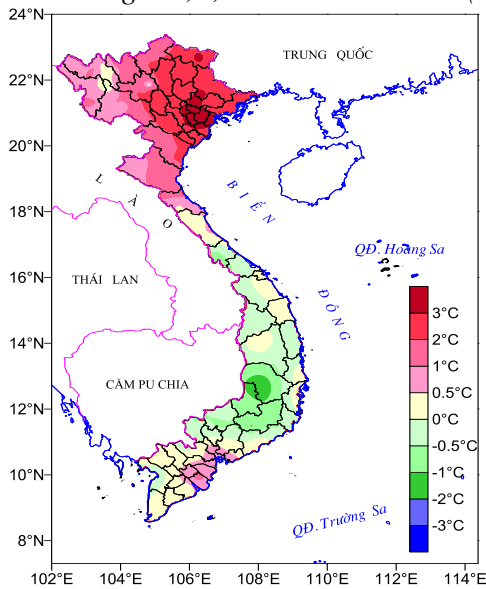 24°N
TRUNG QUỐC
22°N
20°N
LÀO
BIỂN
18°N
QĐ. Hoàng Sa
16°N
THÁI LAN
ĐÔNG
3°C
2°C
14°N
1°C
CĂM PU CHIA
0.5°C
0°C
12°N
-0.5°C
-1°C
10°N
-2°C
-3°C
QĐ. Trường Sa
8°N
102°E 104°E 106°E 108°E 110°E 112°E 114°E